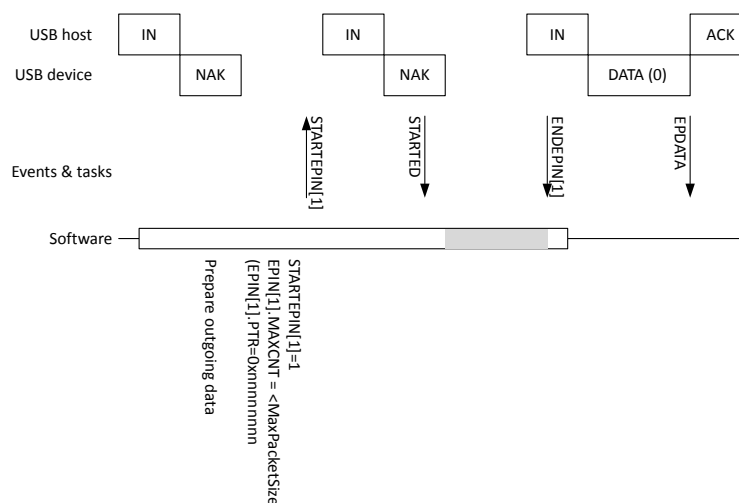 USB host
IN
IN
IN
ACK
USB device
NAK
NAK
DATA (0)
Events & tasks
STARTEPIN[1]
STARTED
ENDEPIN[1]
EPDATA
Software
Prepare outgoing data
STARTEPIN[1]=1
EPIN[1].MAXCNT = <MaxPacketSize
(EPIN[1].PTR=0xnnnnnnnn